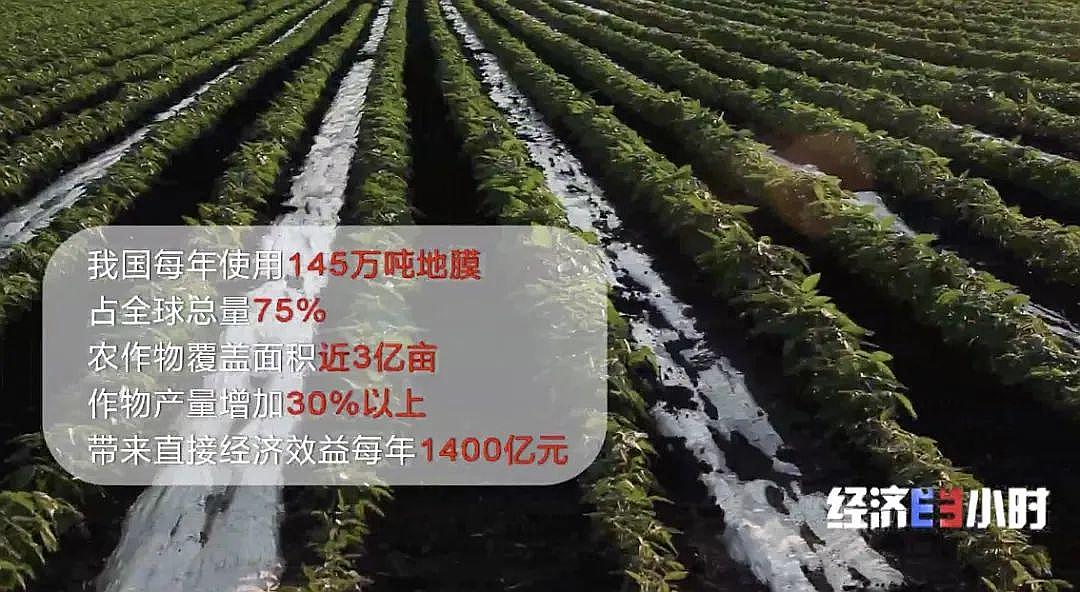 我国每年使用145万吨地膜
占全球总量75%
农作物覆盖面积近3亿亩
作物产量增加30%以上
带来直接经济效益每年1400亿元
经济半小时